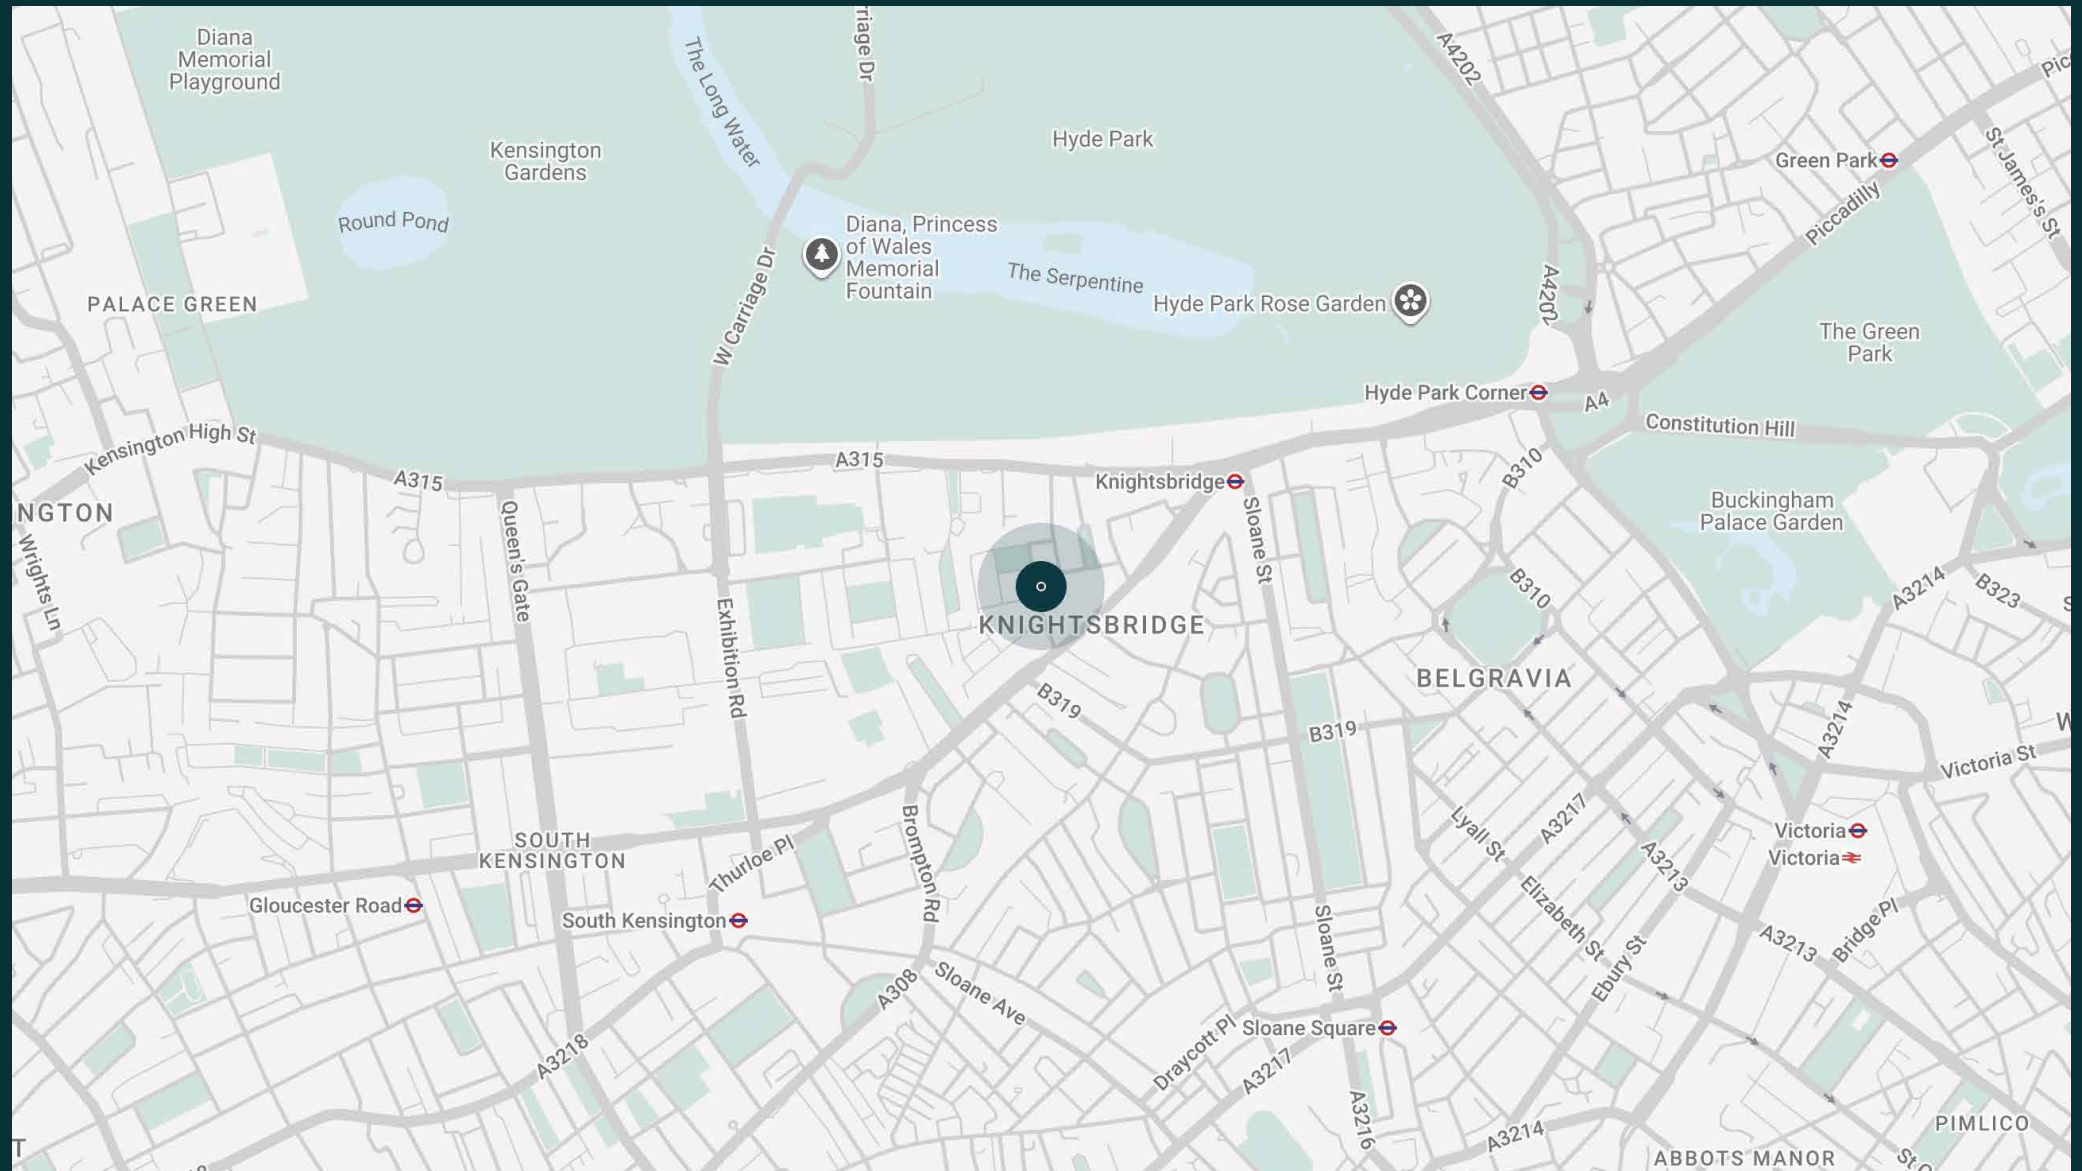 Diana
Memorial
Playground
Kensington
Gardens
The Long Water
riage Dr
Hyde Park
A4202
Green Park
Piccadilly
St James's St
Round Pond
PALACE GREEN
W Carriage Dr
Diana, Princess
of Wales
Memorial
Fountain
The Serpentine
Hyde Park Rose Garden
A4202
The Green
Park
Hyde Park Corner
A4
Constitution Hill
Kensington High St
A315
A315
Knightsbridge
B310
NGTON
Wrights Ln
Queen's Gate
Exhibition Rd
Sloane St
Buckingham
Palace Garden
A3214
B323
B310
KNIGHTSBRIDGE
BELGRAVIA
B319
B319
A3214
Victoria St
SOUTH
KENSINGTON
Thurloe Pl
Brompton Rd
Lyall St
A3217
A3213
Victoria
Victoria
Gloucester Road
South Kensington
Sloane St
Elizabeth St
Ebury St
A3213
Bridge Pl
A308
Sloane Ave
A3218
Draycott Pl
Sloane Square
A3217
A3216
A3214
PIMLICO
ABBOTS MANOR